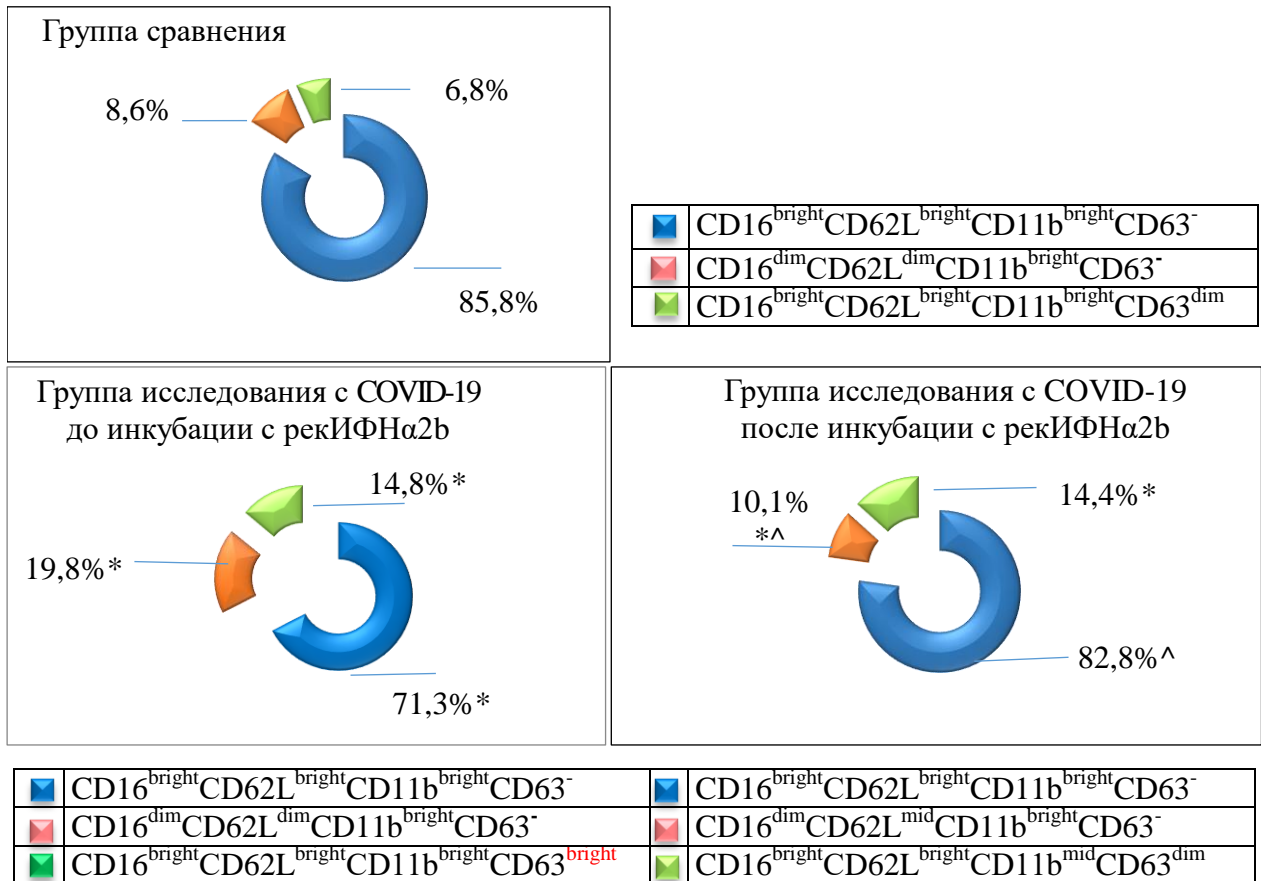 Группа сравнения
8,6%
6,8%
85,8%
CD16brightCD62LbrightCD11bbrightCD63-
CD16dimCD62LdimCD11bbrightCD63-
CD16brightCD62LbrightCD11bbrightCD63dim
Группа исследования с COVID-19
до инкубации с рекИФНα2b
14,8%*
19,8%*
71,3%*
Группа исследования с COVID-19
после инкубации с рекИФНα2b
10,1%
*^
14,4%*
82,8%^
CD16brightCD62LbrightCD11bbrightCD63-
CD16dimCD62LdimCD11bbrightCD63-
CD16brightCD62LbrightCD11bbrightCD63bright
CD16brightCD62LbrightCD11bbrightCD63-
CD16dimCD62LmidCD11bbrightCD63-
CD16brightCD62LbrightCD11bmidCD63dim